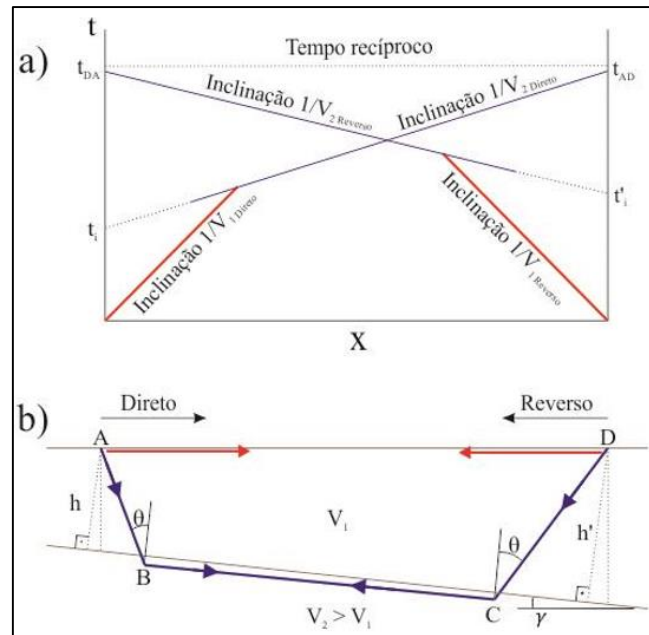 a)
t
Tempo recíproco
t_DA
t_AD
Inclinação 1/V_2 Reverso
Inclinação 1/V_2 Direto
t_i
t'_i
Inclinação 1/V_1 Direto
Inclinação 1/V_1 Reverso
X
b)
Direto
Reverso
A
D
h
θ
V_1
θ
h'
B
C
V_2 > V_1
γ